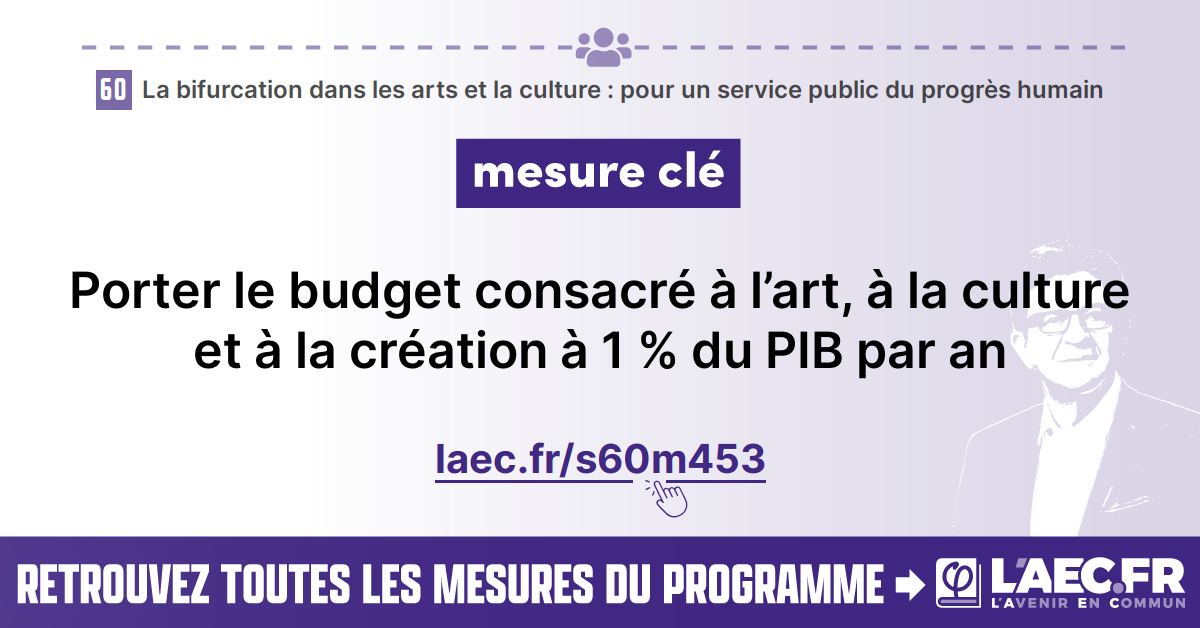 60 La bifurcation dans les arts et la culture : pour un service public du progrès humain
mesure clé
Porter le budget consacré à l’art, à la culture
et à la création à 1 % du PIB par an
laec.fr/s60m453
RETROUVEZ TOUTES LES MESURES DU PROGRAMME L'AEC.FR
L'AVENIR EN COMMUN